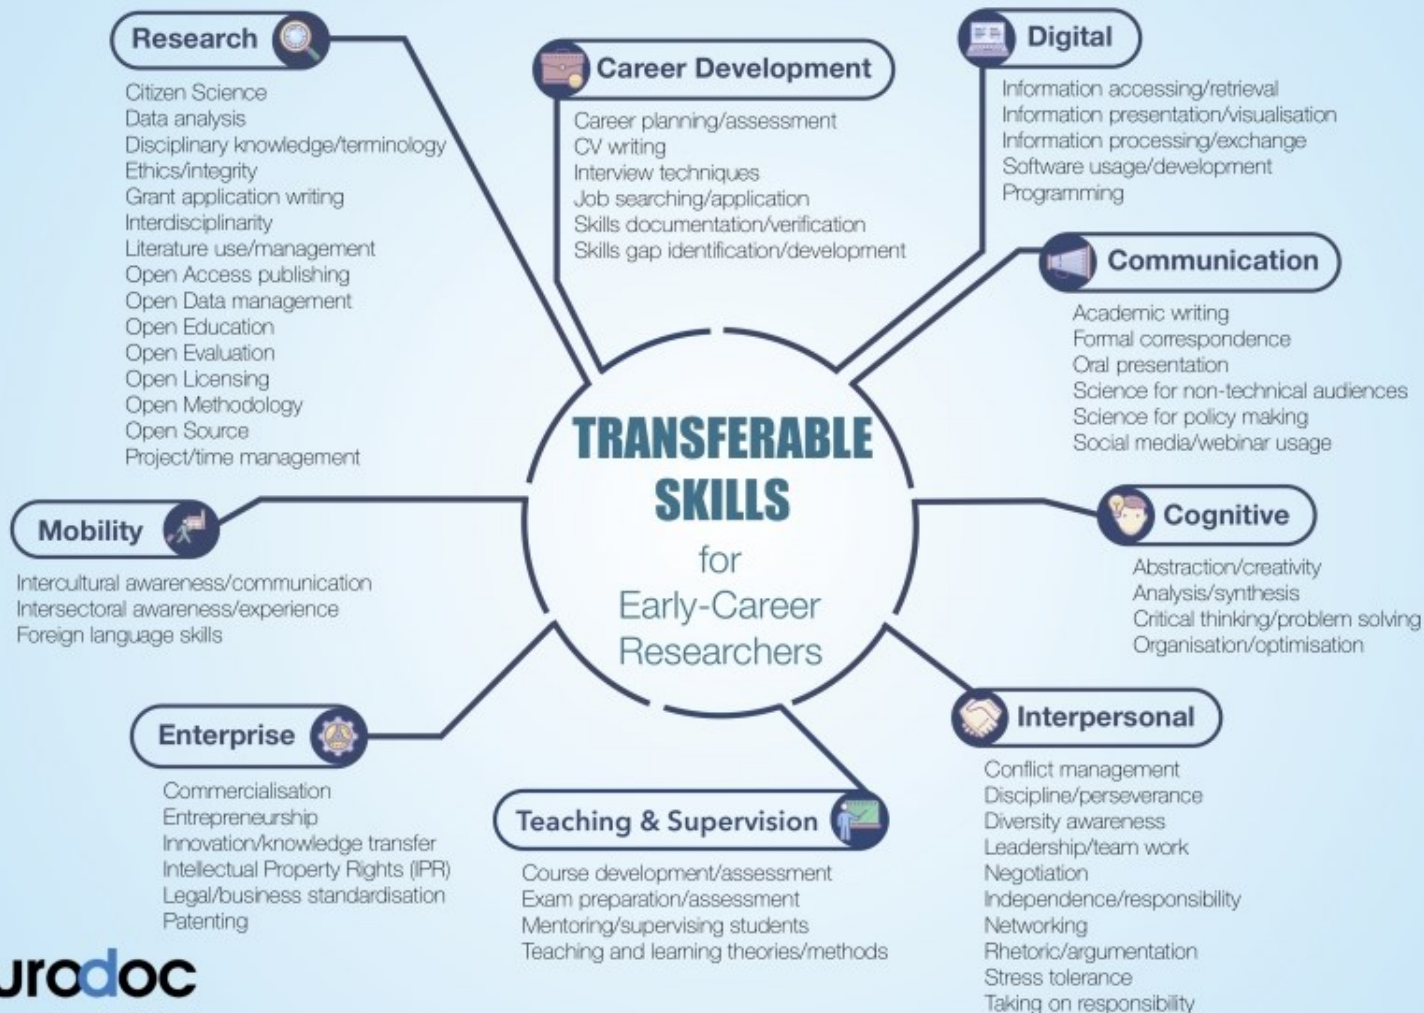 Research
Citizen Science
Data analysis
Disciplinary knowledge/terminology
Ethics/integrity
Grant application writing
Interdisciplinarity
Literature use/management
Open Access publishing
Open Data management
Open Education
Open Evaluation
Open Licensing
Open Methodology
Open Source
Project/time management
Career Development
Career planning/assessment
CV writing
Interview techniques
Job searching/application
Skills documentation/verification
Skills gap identification/development
Digital
Information accessing/retrieval
Information presentation/visualisation
Information processing/exchange
Software usage/development
Programming
Communication
Academic writing
Formal correspondence
Oral presentation
Science for non-technical audiences
Science for policy making
Social media/webinar usage
TRANSFERABLE
SKILLS
for
Early-Career
Researchers
Mobility
Intercultural awareness/communication
Intersectoral awareness/experience
Foreign language skills
Cognitive
Abstraction/creativity
Analysis/synthesis
Critical thinking/problem solving
Organisation/optimisation
Enterprise
Commercialisation
Entrepreneurship
Innovation/knowledge transfer
Intellectual Property Rights (IPR)
Legal/business standardisation
Patenting
Teaching & Supervision
Course development/assessment
Exam preparation/assessment
Mentoring/supervising students
Teaching and learning theories/methods
Interpersonal
Conflict management
Discipline/perseverance
Diversity awareness
Leadership/team work
Negotiation
Independence/responsibility
Networking
Rhetoric/argumentation
Stress tolerance
Taking on responsibility
urodoc